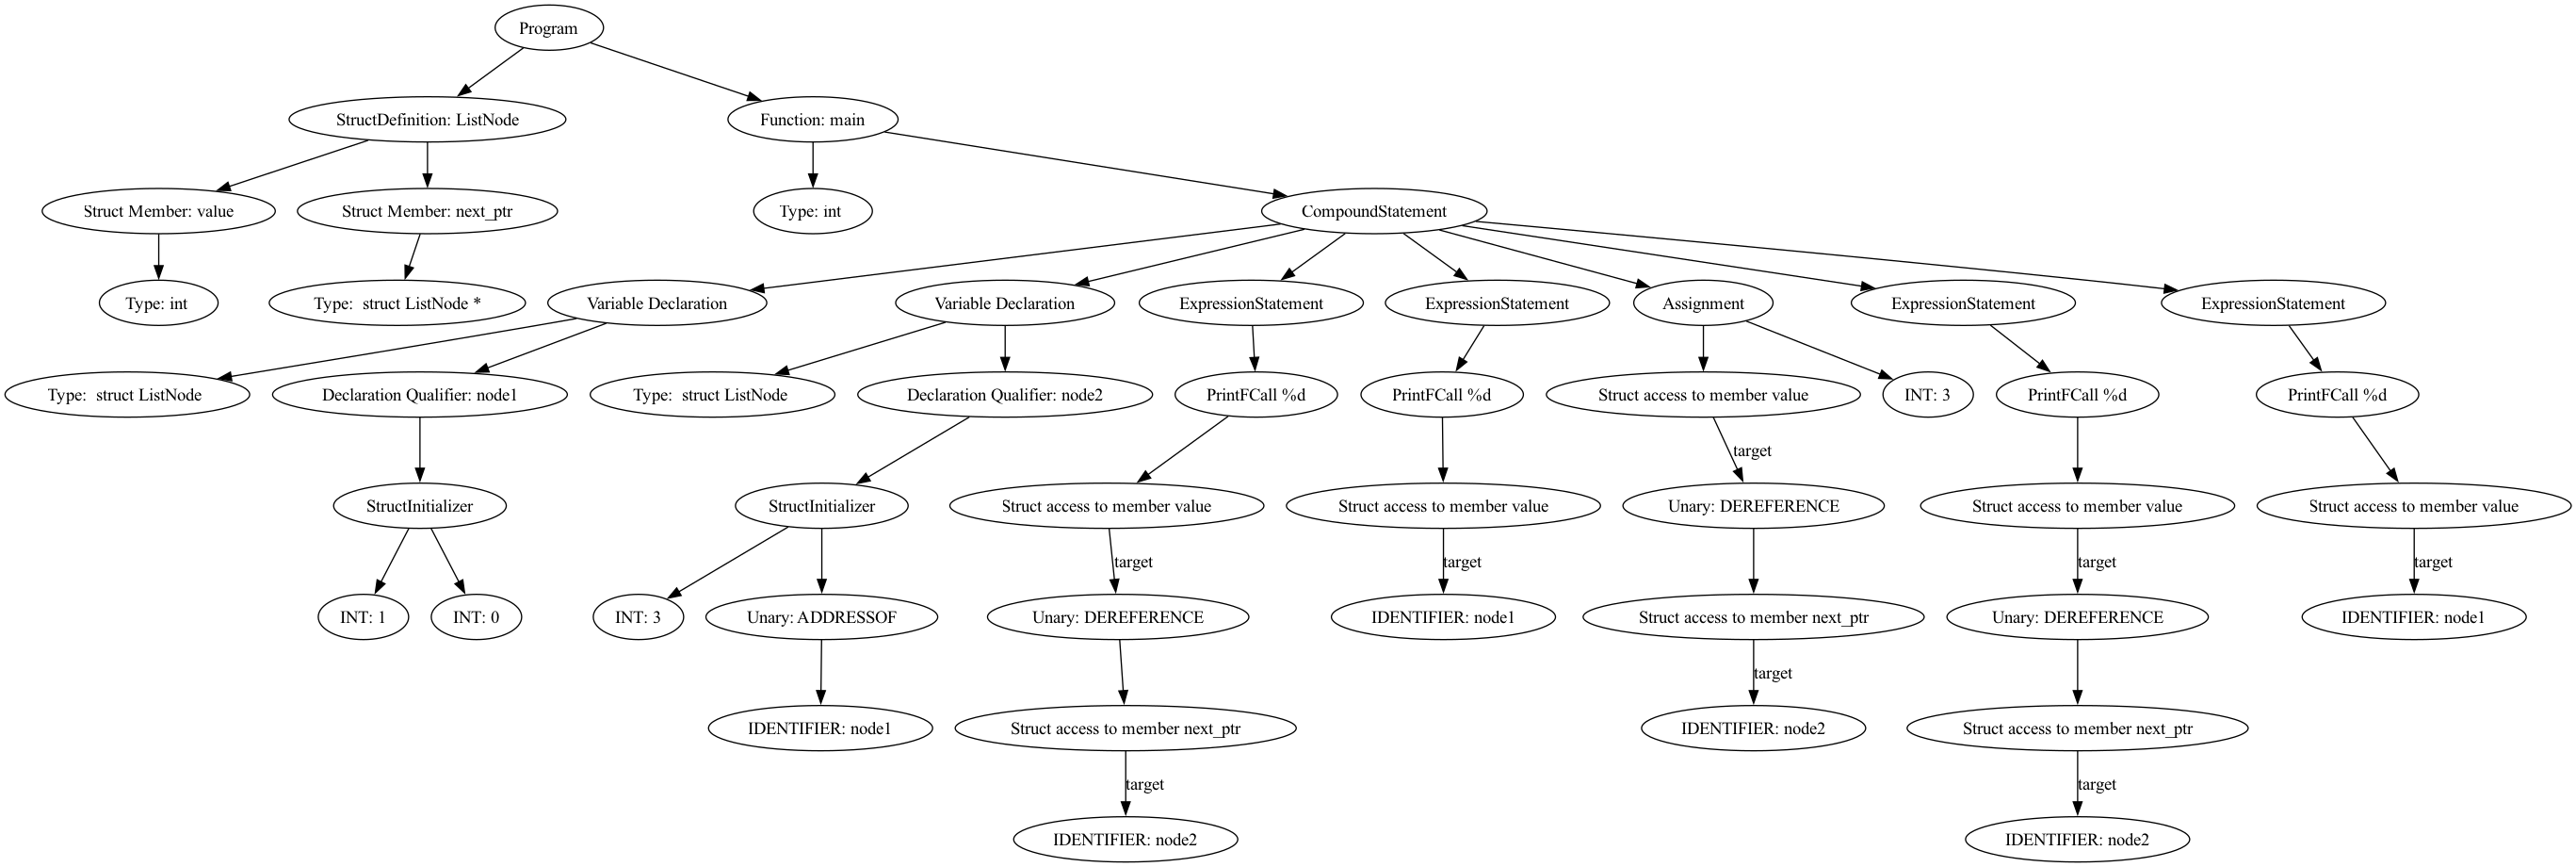 Program
StructDefinition: ListNode
Function: main
Struct Member: value
Struct Member: next_ptr
Type: int
CompoundStatement
Type: int
Type:  struct ListNode *
Variable Declaration
Variable Declaration
ExpressionStatement
ExpressionStatement
Assignment
ExpressionStatement
ExpressionStatement
Type:  struct ListNode
Declaration Qualifier: node1
Type:  struct ListNode
Declaration Qualifier: node2
PrintFCall %d
PrintFCall %d
Struct access to member value
INT: 3
PrintFCall %d
PrintFCall %d
target
StructInitializer
StructInitializer
Struct access to member value
Struct access to member value
Unary: DEREFERENCE
Struct access to member value
Struct access to member value
target
target
target
target
INT: 1
INT: 0
INT: 3
Unary: ADDRESSOF
Unary: DEREFERENCE
IDENTIFIER: node1
Struct access to member next_ptr
Unary: DEREFERENCE
IDENTIFIER: node1
target
IDENTIFIER: node1
Struct access to member next_ptr
IDENTIFIER: node2
Struct access to member next_ptr
target
target
IDENTIFIER: node2
IDENTIFIER: node2